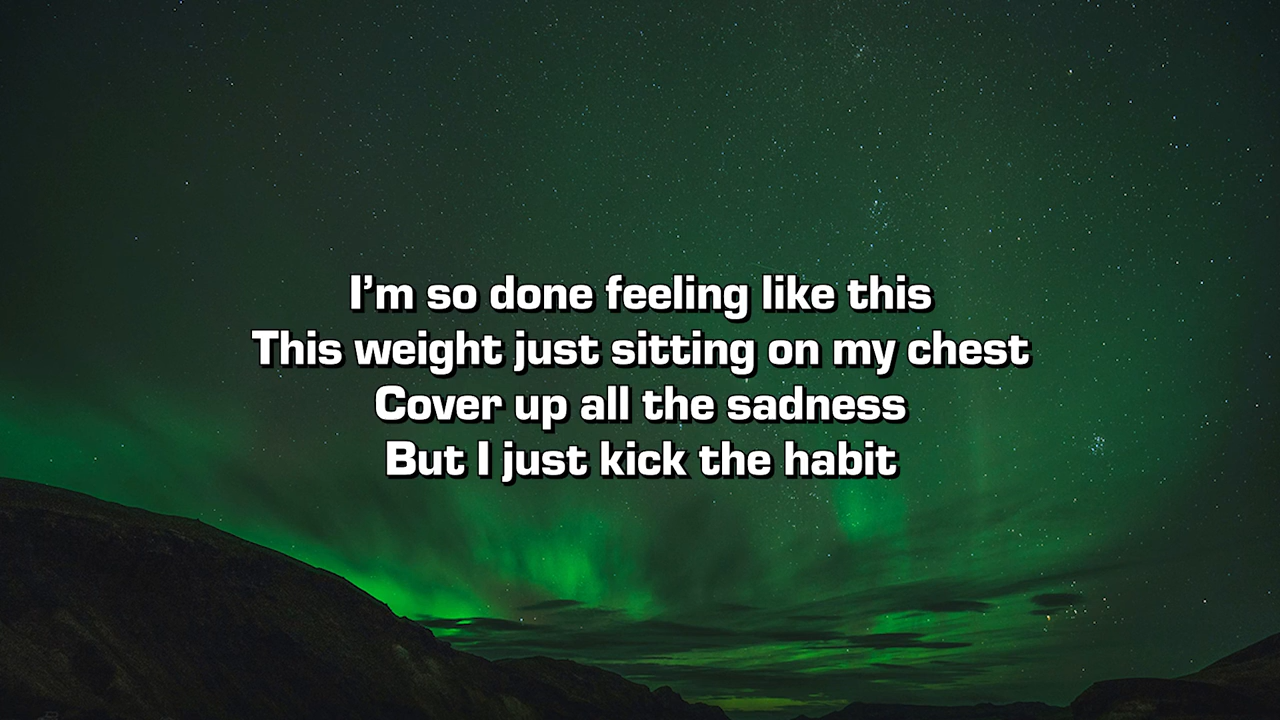 I’m so done feeling like this
This weight just sitting on my chest
Cover up all the sadness
But I just kick the habit